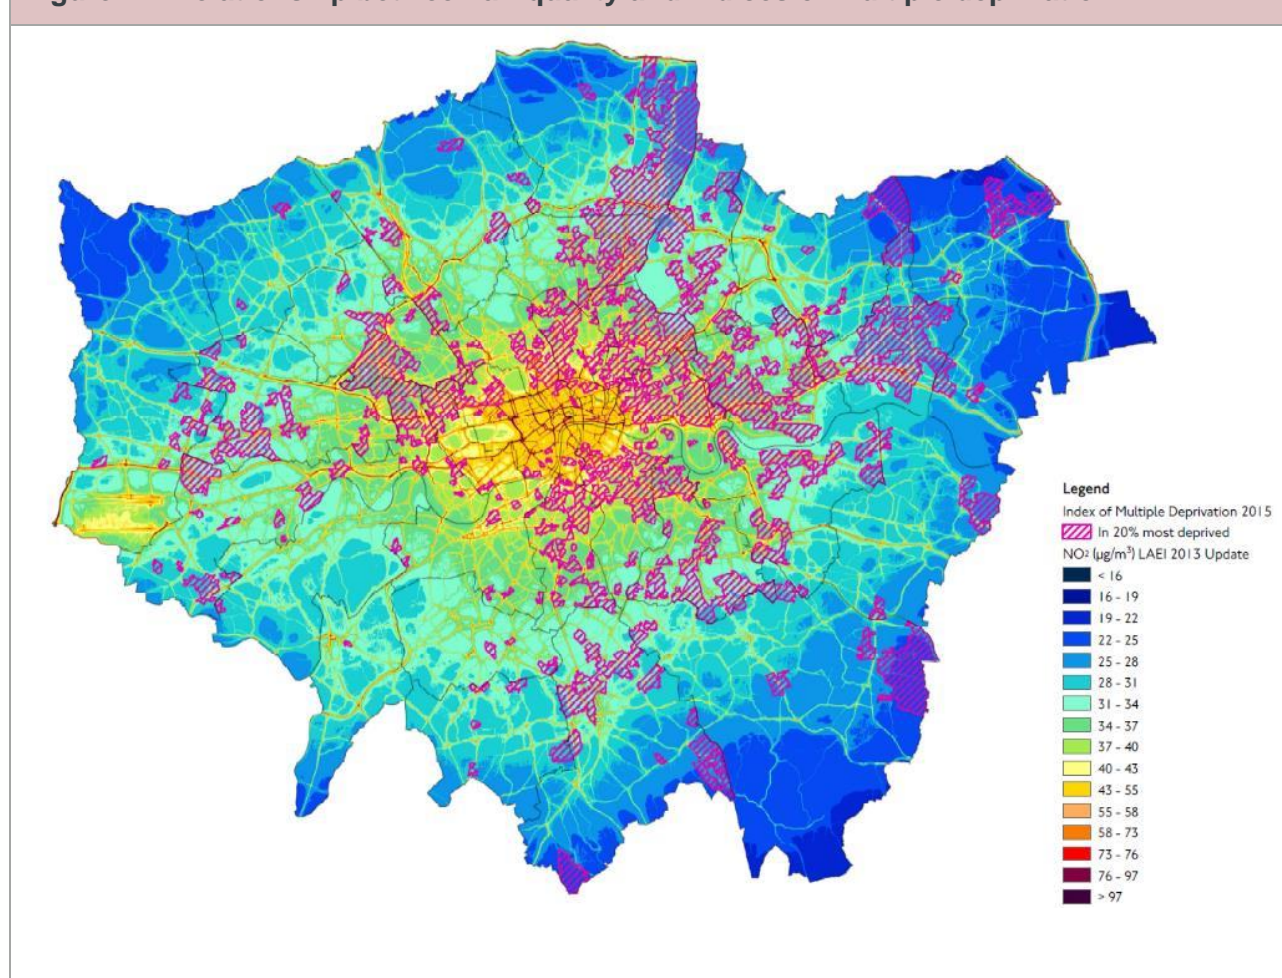 Legend
Index of Multiple Deprivation 2015
In 20% most deprived
NO2 (µg/m³) LAEI 2013 Update
< 16
16 - 19
19 - 22
22 - 25
25 - 28
28 - 31
31 - 34
34 - 37
37 - 40
40 - 43
43 - 55
55 - 58
58 - 73
73 - 76
76 - 97
> 97